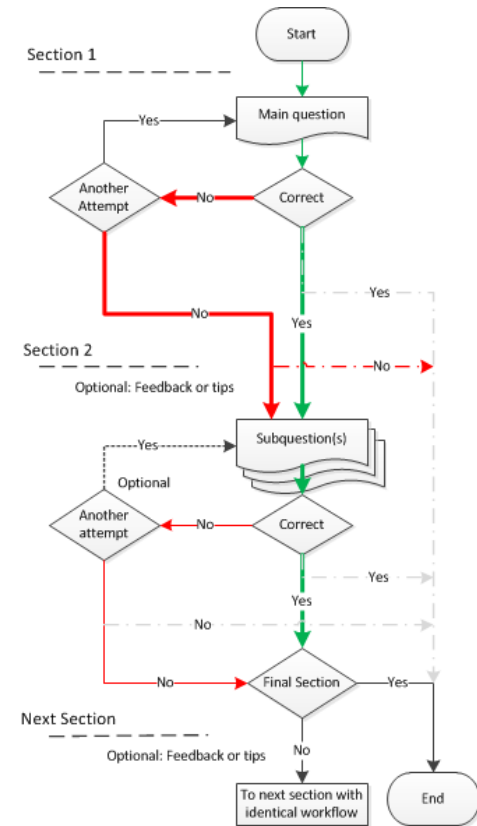 Start
Section 1
Main question
Yes
Another
Attempt
No
Correct
Yes
No
Yes
Section 2
No
Optional: Feedback or tips
Subquestion(s)
Yes
Optional
Another
attempt
No
Correct
Yes
Yes
No
No
Final Section
Yes
Next Section
No
Optional: Feedback or tips
To next section with
identical workflow
End